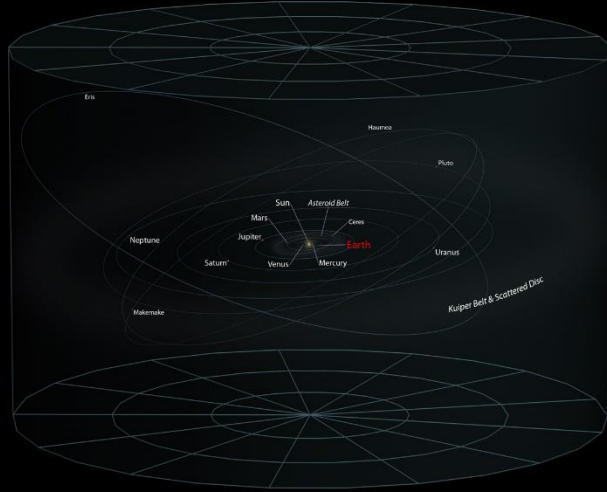 Eris
Haumea
Pluto
Sun
Asteroid Belt
Mars
Ceres
Neptune
Jupiter
Earth
Saturn
Venus
Mercury
Uranus
Kuiper Belt & Scattered Disc
Makemake